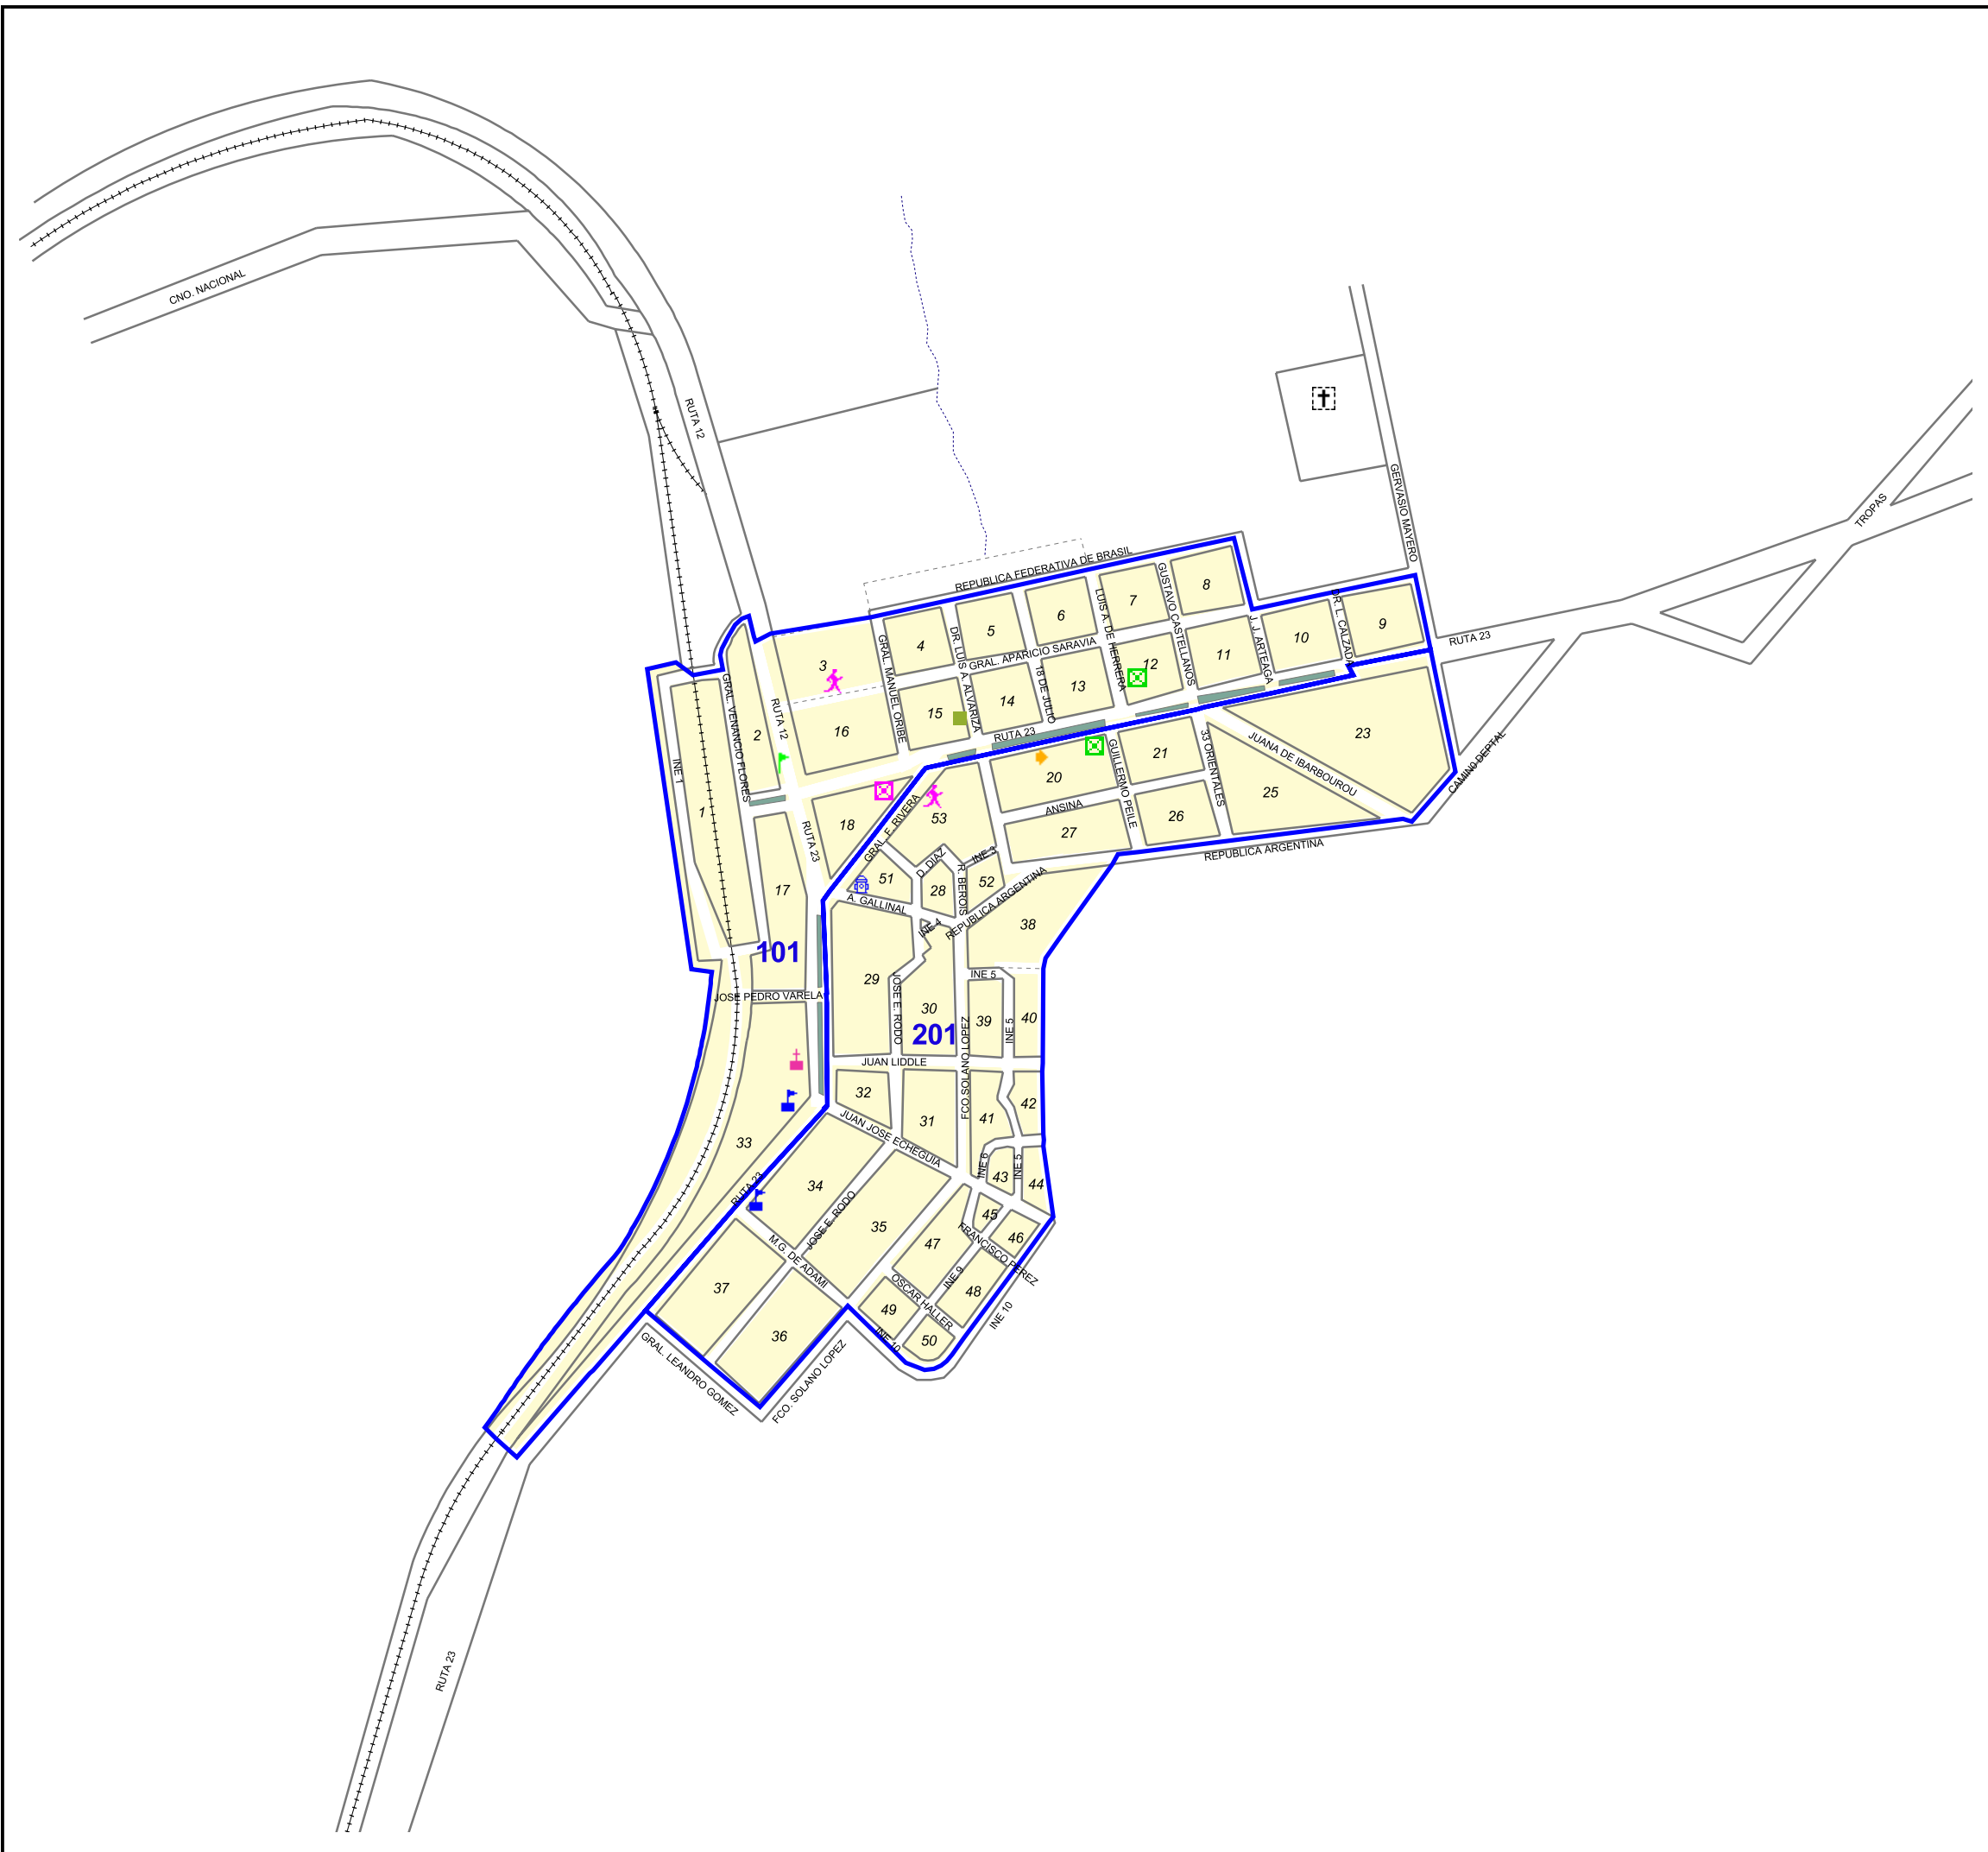 CNO. NACIONAL
RUTA 12
GERVASIO MAYERO
TROPAS
REPUBLICA FEDERATIVA DE BRASIL
RUTA 23
GRAL. MANUEL ORIBE
DR. LUIS A. ALVARIZA
GRAL. APARICIO SARAVIA
18 DE JULIO
LUIS A. DE HERRERA
GUSTAVO CASTELLANOS
J. J. ARTEAGA
DR. L. CALZADA
3
4
5
6
7
8
9
10
11
12
13
14
15
16
INE 1
GRAL. VENANCIO FLORES
RUTA 12
1
2
RUTA 23
GUILLERMO PEILE
33 ORIENTALES
JUANA DE IBARBOUROU
CAMIN0 DEPTAL
20
21
23
25
26
27
ANSINA
REPUBLICA ARGENTINA
RUTA 23
17
18
GRAL. F. RIVERA
53
D. DIAZ
INE 3
51
28
52
R. BEROIS
A. GALLINAL
INE 4
REPUBLICA ARGENTINA
38
101
JOSE PEDRO VARELA
29
JOSE E. RODO
30
201
FCO.SOLANO LOPEZ
INE 5
39
INE 5
40
JUAN LIDDLE
32
31
41
42
JUAN JOSE ECHEGUIA
INE 6
INE 5
43
44
33
RUTA 23
34
JOSE E. RODO
35
45
46
47
FRANCISCO PEREZ
M.G. DE ADAMI
INE 9
OSCAR HALLER
48
49
50
INE 10
INE 10
37
36
GRAL. LEANDRO GOMEZ
FCO. SOLANO LOPEZ
RUTA 23